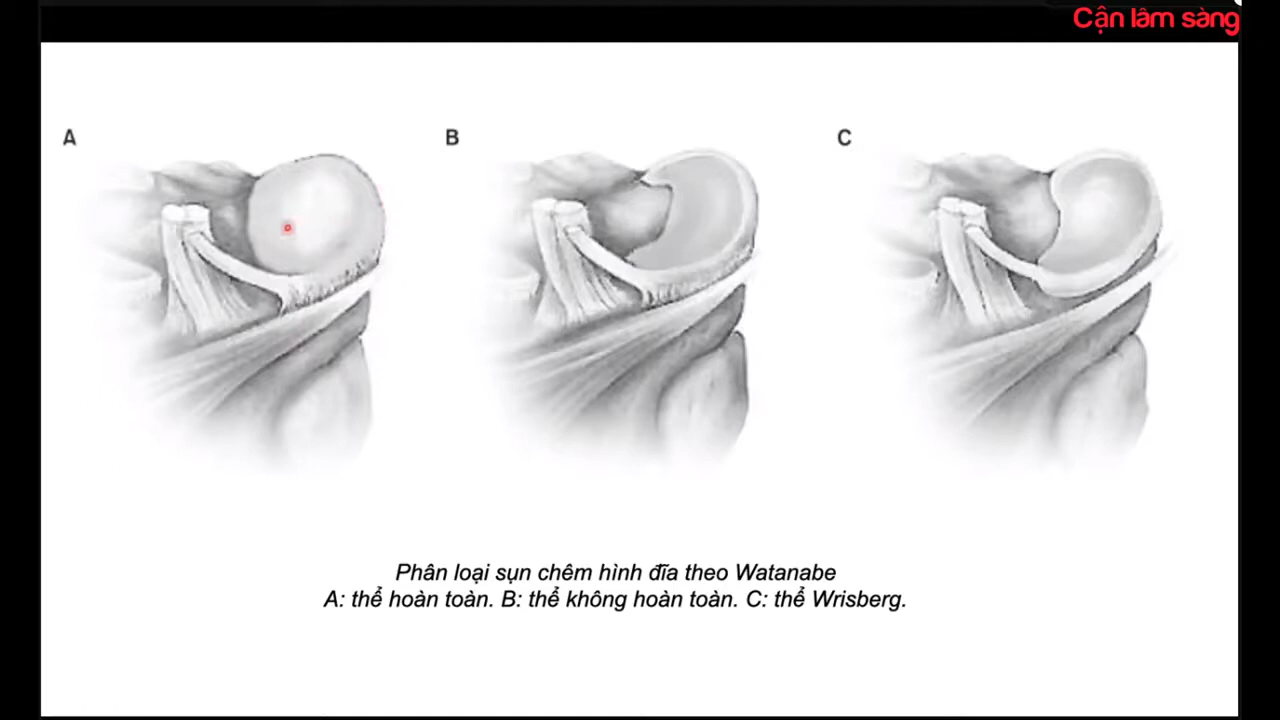 Cận lâm sàng
A
B
C
Phân loại sụn chêm hình đĩa theo Watanabe
A: thể hoàn toàn. B: thể không hoàn toàn. C: thể Wrisberg.